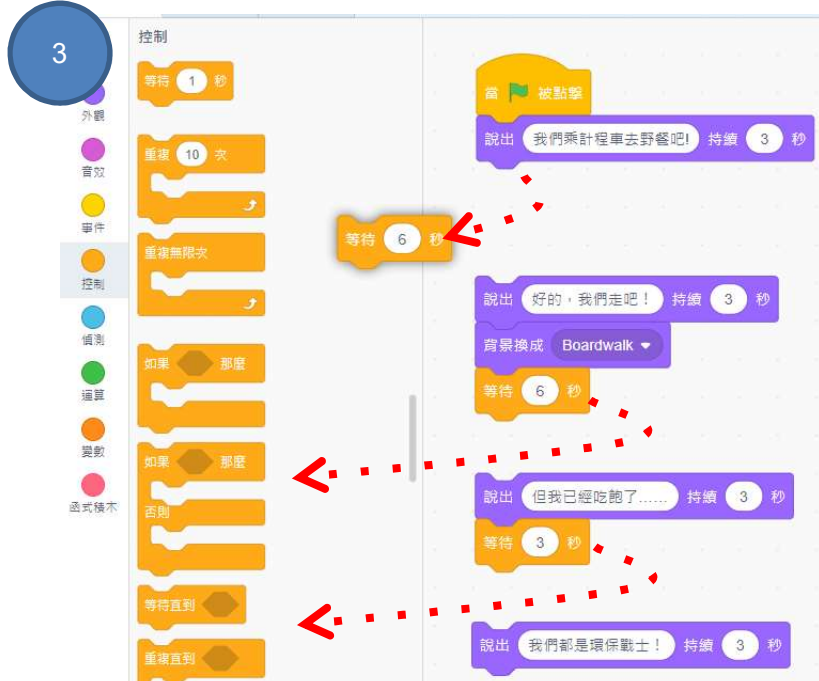 3
控制
等待 1 秒
外觀
音效
事件
控制
偵測
運算
變數
函式積木
重複 10 次
重複無限次
如果 那麼
如果 那麼
否則
等待直到
重複直到
等待 6 秒
當 被點擊
說出 我們乘計程車去野餐吧! 持續 3 秒
說出 好的，我們走吧！ 持續 3 秒
背景換成 Boardwalk
等待 6 秒
說出 但我已經吃飽了...... 持續 3 秒
等待 3 秒
說出 我們都是環保戰士！ 持續 3 秒